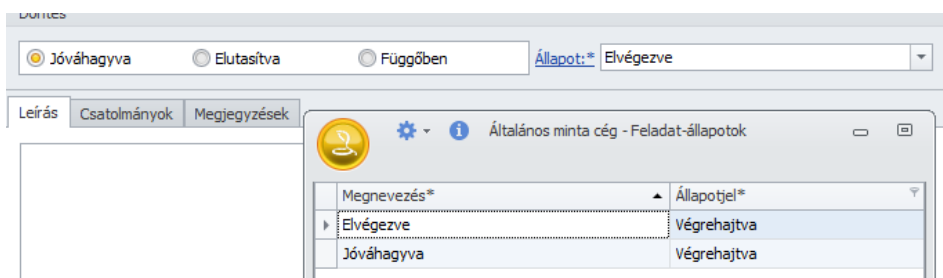 Döntés
Jóváhagyva Elutasítva Függőben Állapot:* Elvégezve
Leírás Csatolmányok Megjegyzések
Általános minta cég - Feladat-állapotok
Megnevezés* Állapotjel*
Elvégezve Végrehajtva
Jóváhagyva Végrehajtva